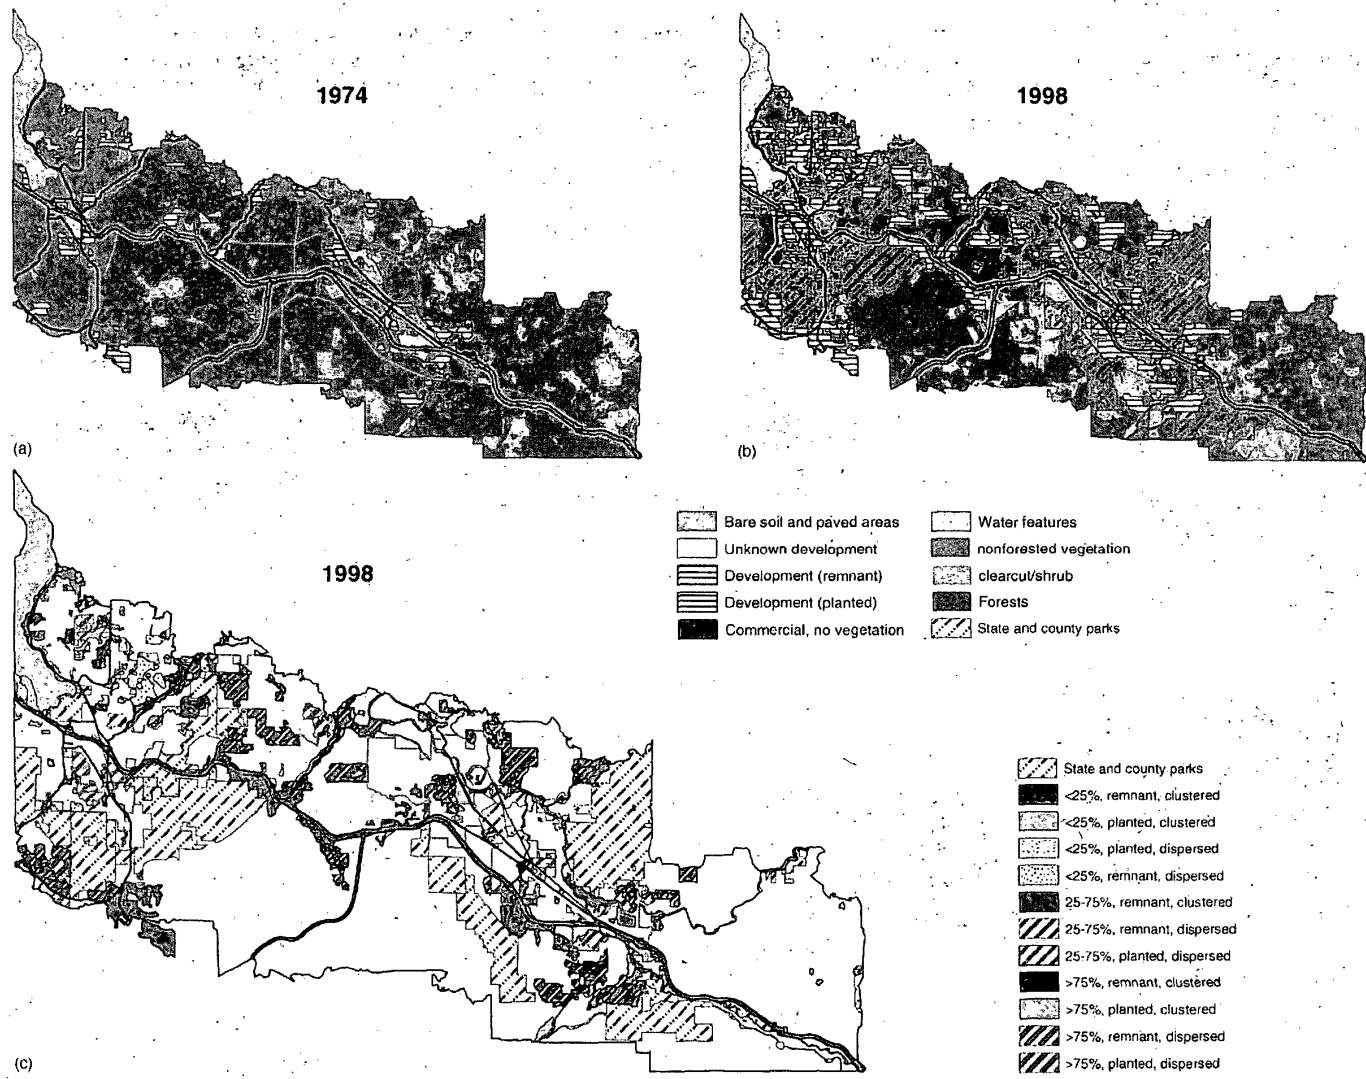 1974
1998
(a)
(b)
1998
Bare soil and paved areas
Unknown development
Development (remnant)
Development (planted)
Commercial, no vegetation
Water features
nonforested vegetation
clearcut/shrub
Forests
State and county parks
State and county parks
<25%, remnant, clustered
<25%, planted, clustered
<25%, planted, dispersed
<25%, remnant, dispersed
25-75%, remnant, clustered
25-75%, remnant, dispersed
25-75%, planted, dispersed
>75%, remnant, clustered
>75%, planted, clustered
>75%, remnant, dispersed
>75%, planted, dispersed
(c)